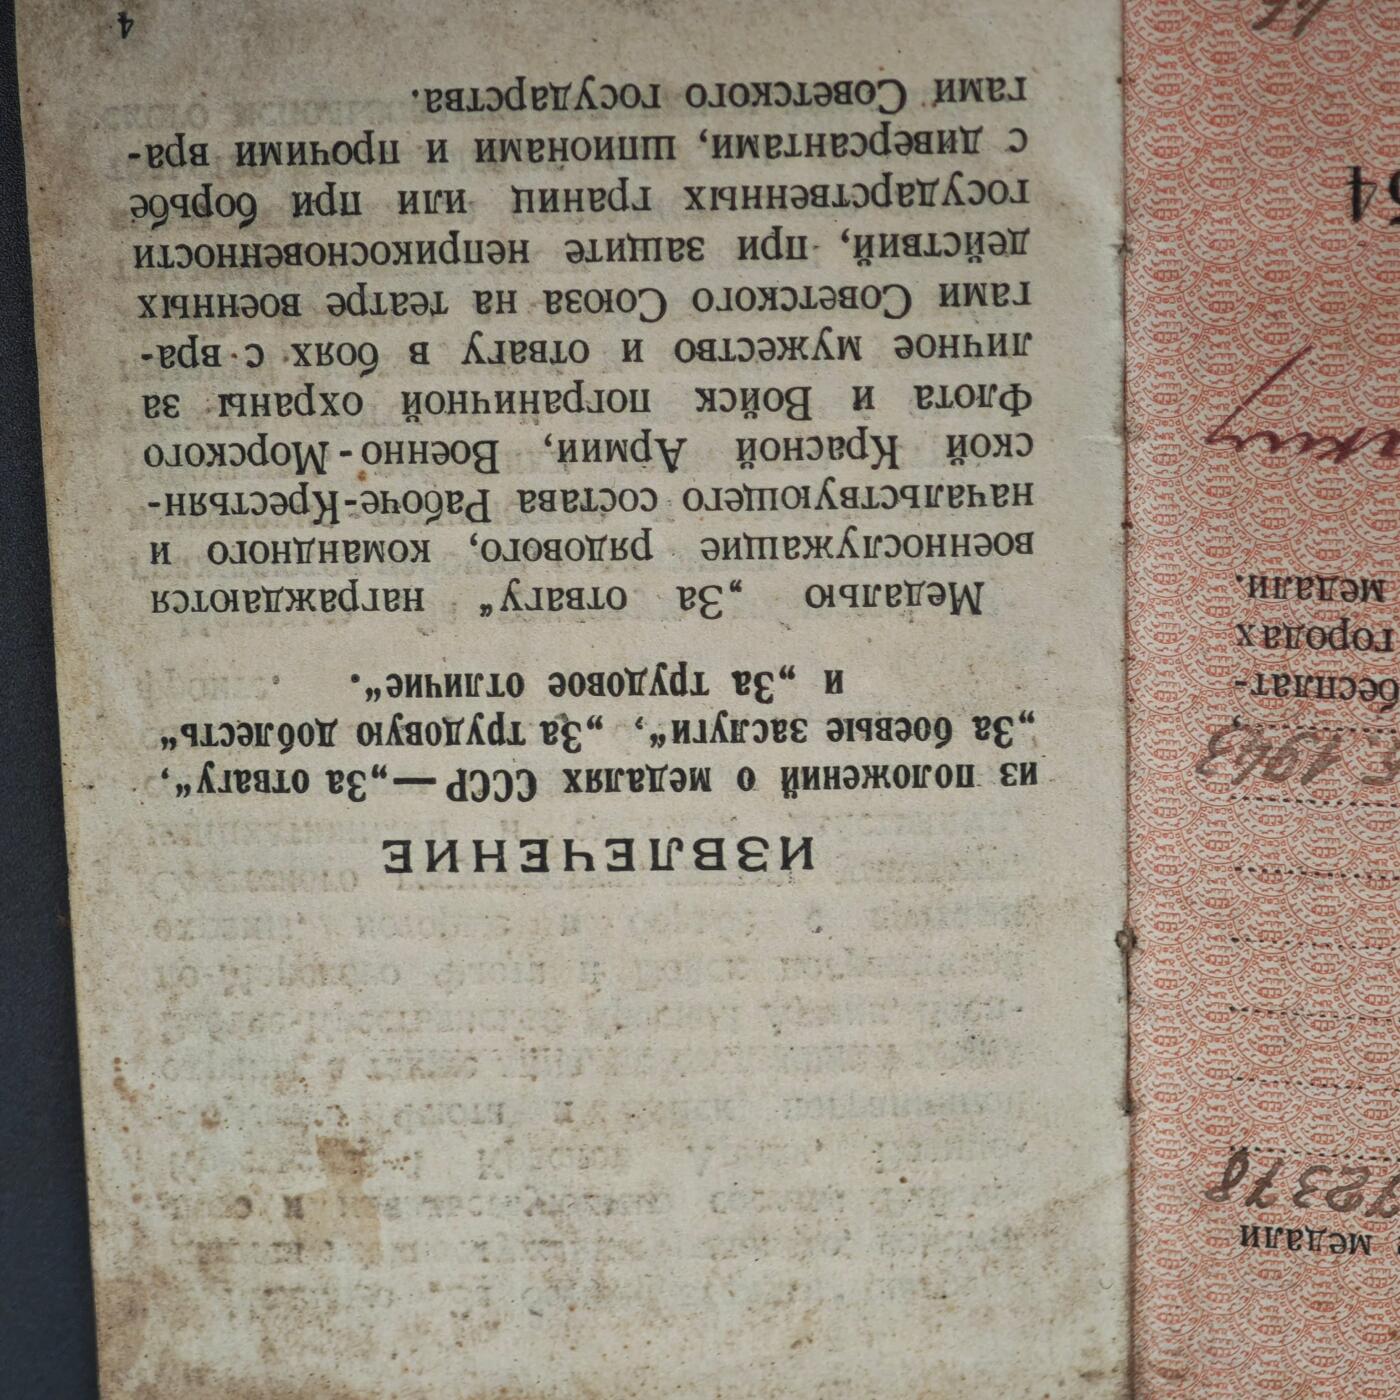 ИЗВЛЕЧЕНИЕ
из положений о медалях СССР—„За отвагу“,
„За боевые заслуги“, „За трудовую доблесть“
и „За трудовое отличие“.
Медалью „За отвагу“ награждаются
военнослужащие рядового, командного и
начальствующего состава Рабоче-Крестьян-
ской Красной Армии, Военно-Морского
Флота и Войск пограничной охраны за
личное мужество и отвагу в боях с вра-
гами Советского Союза на театре военных
действий, при защите неприкосновенности
государственных границ или при борьбе
с диверсантами, шпионами и прочими вра-
гами Советского государства.
4
медали
72378
1943
бесплат-
городах
медали.
54